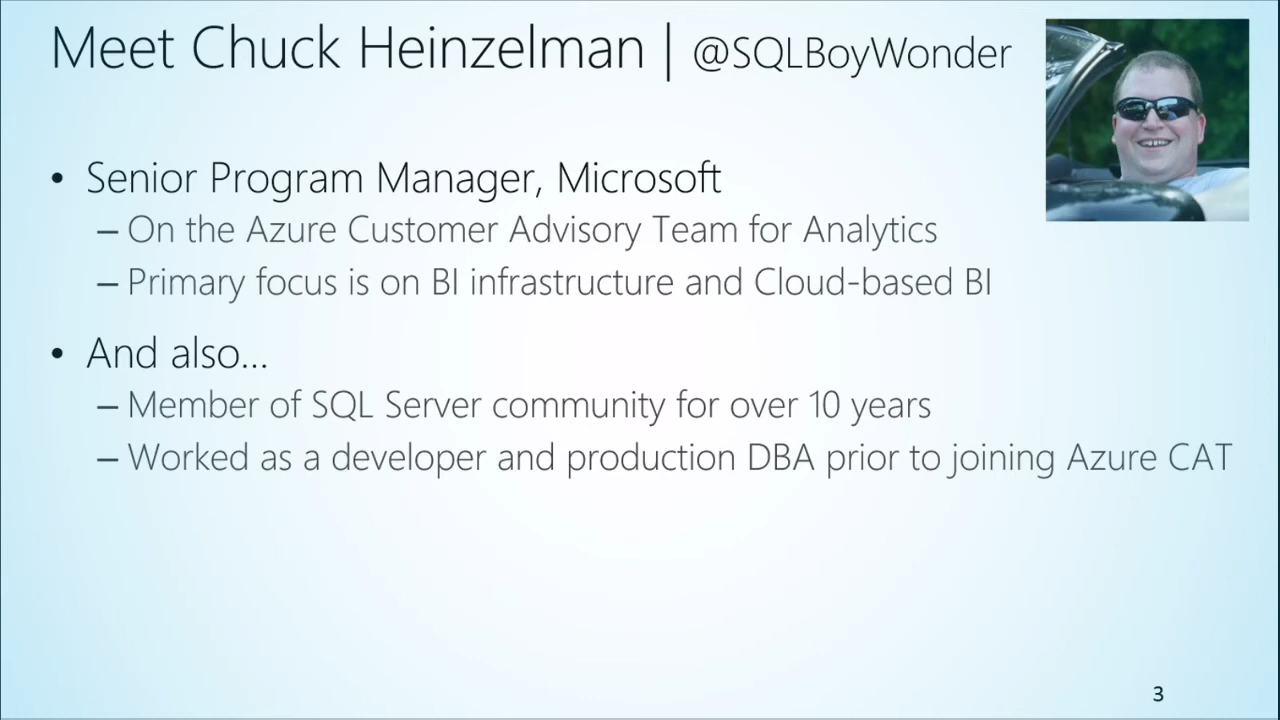 Meet Chuck Heinzelman | @SQLBoyWonder
• Senior Program Manager, Microsoft
– On the Azure Customer Advisory Team for Analytics
– Primary focus is on BI infrastructure and Cloud-based BI
• And also...
– Member of SQL Server community for over 10 years
– Worked as a developer and production DBA prior to joining Azure CAT
3